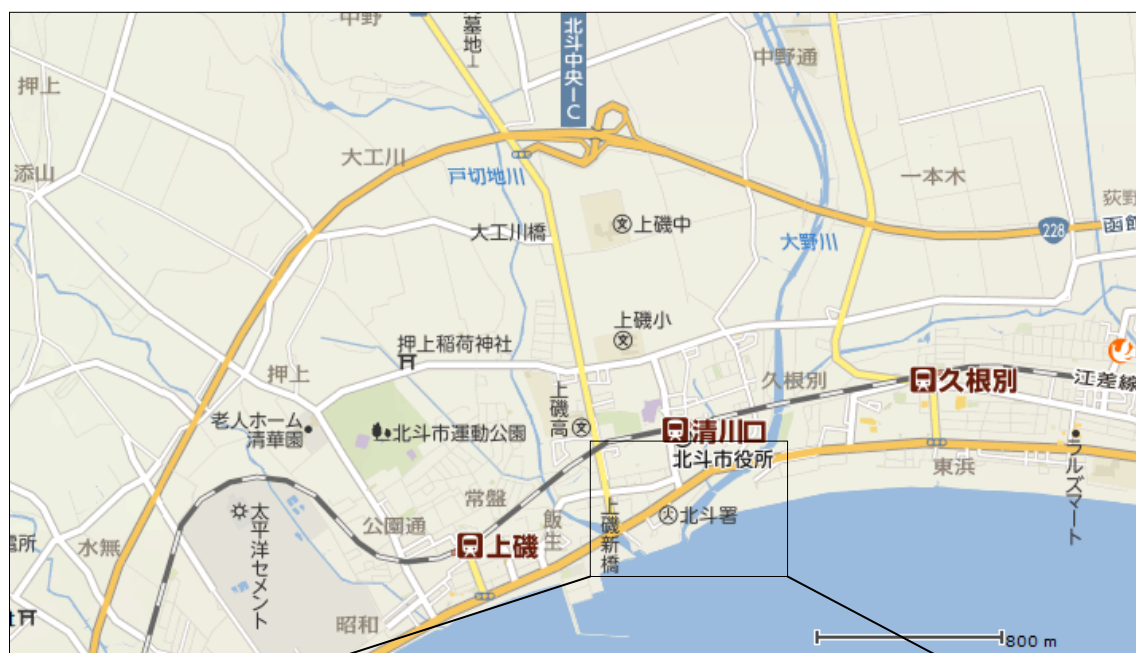 中野
墓地
北斗中央IC
中野通
押上
大工川
添山
戸切地川
一本木
荻野
大工川橋
上磯中
大野川
228
函館
上磯小
押上稲荷神社
押上
久根別
久根別
江差線
上磯高
老人ホーム
清華園
北斗市運動公園
清川口
北斗市役所
東浜
ラルズマート
常盤
太平洋セメント
公園通
飯生
上磯新橋
北斗署
水無
電所
上磯
昭和
800 m